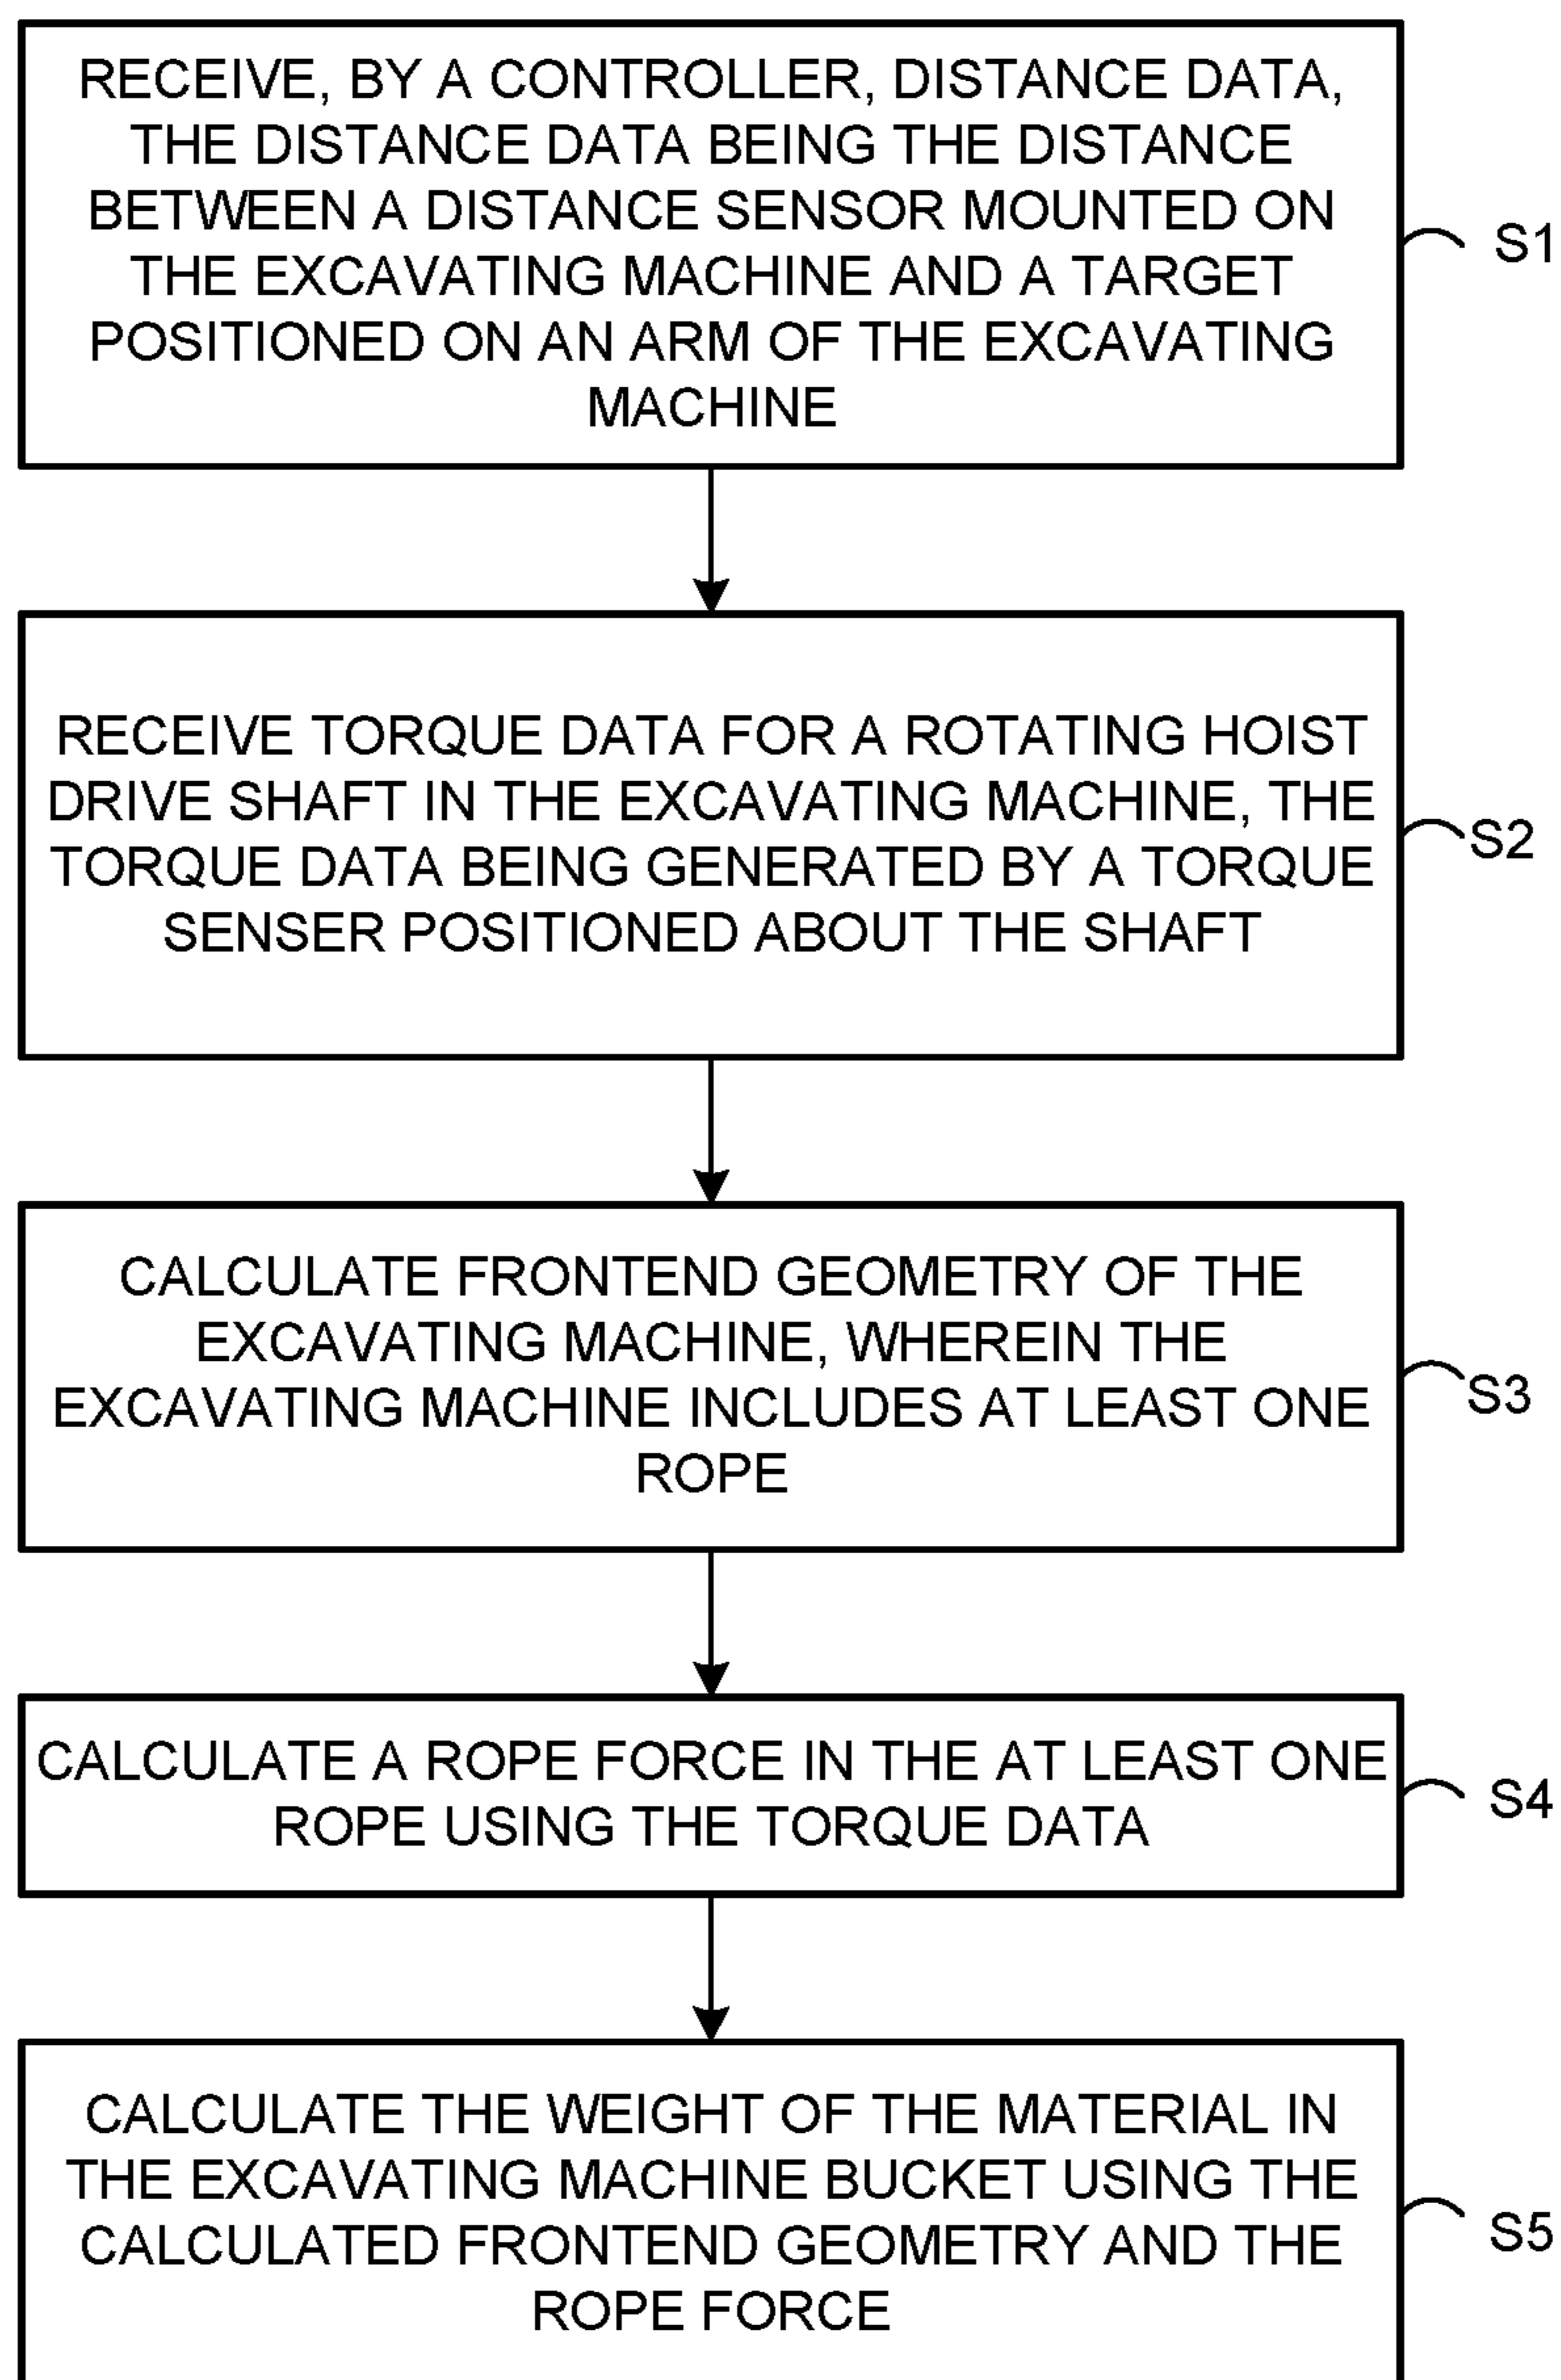 RECEIVE, BY A CONTROLLER, DISTANCE DATA,
THE DISTANCE DATA BEING THE DISTANCE
BETWEEN A DISTANCE SENSOR MOUNTED ON
THE EXCAVATING MACHINE AND A TARGET
POSITIONED ON AN ARM OF THE EXCAVATING
MACHINE
S1
RECEIVE TORQUE DATA FOR A ROTATING HOIST
DRIVE SHAFT IN THE EXCAVATING MACHINE, THE
TORQUE DATA BEING GENERATED BY A TORQUE
SENSER POSITIONED ABOUT THE SHAFT
S2
CALCULATE FRONTEND GEOMETRY OF THE
EXCAVATING MACHINE, WHEREIN THE
EXCAVATING MACHINE INCLUDES AT LEAST ONE
ROPE
S3
CALCULATE A ROPE FORCE IN THE AT LEAST ONE
ROPE USING THE TORQUE DATA
S4
CALCULATE THE WEIGHT OF THE MATERIAL IN
THE EXCAVATING MACHINE BUCKET USING THE
CALCULATED FRONTEND GEOMETRY AND THE
ROPE FORCE
S5